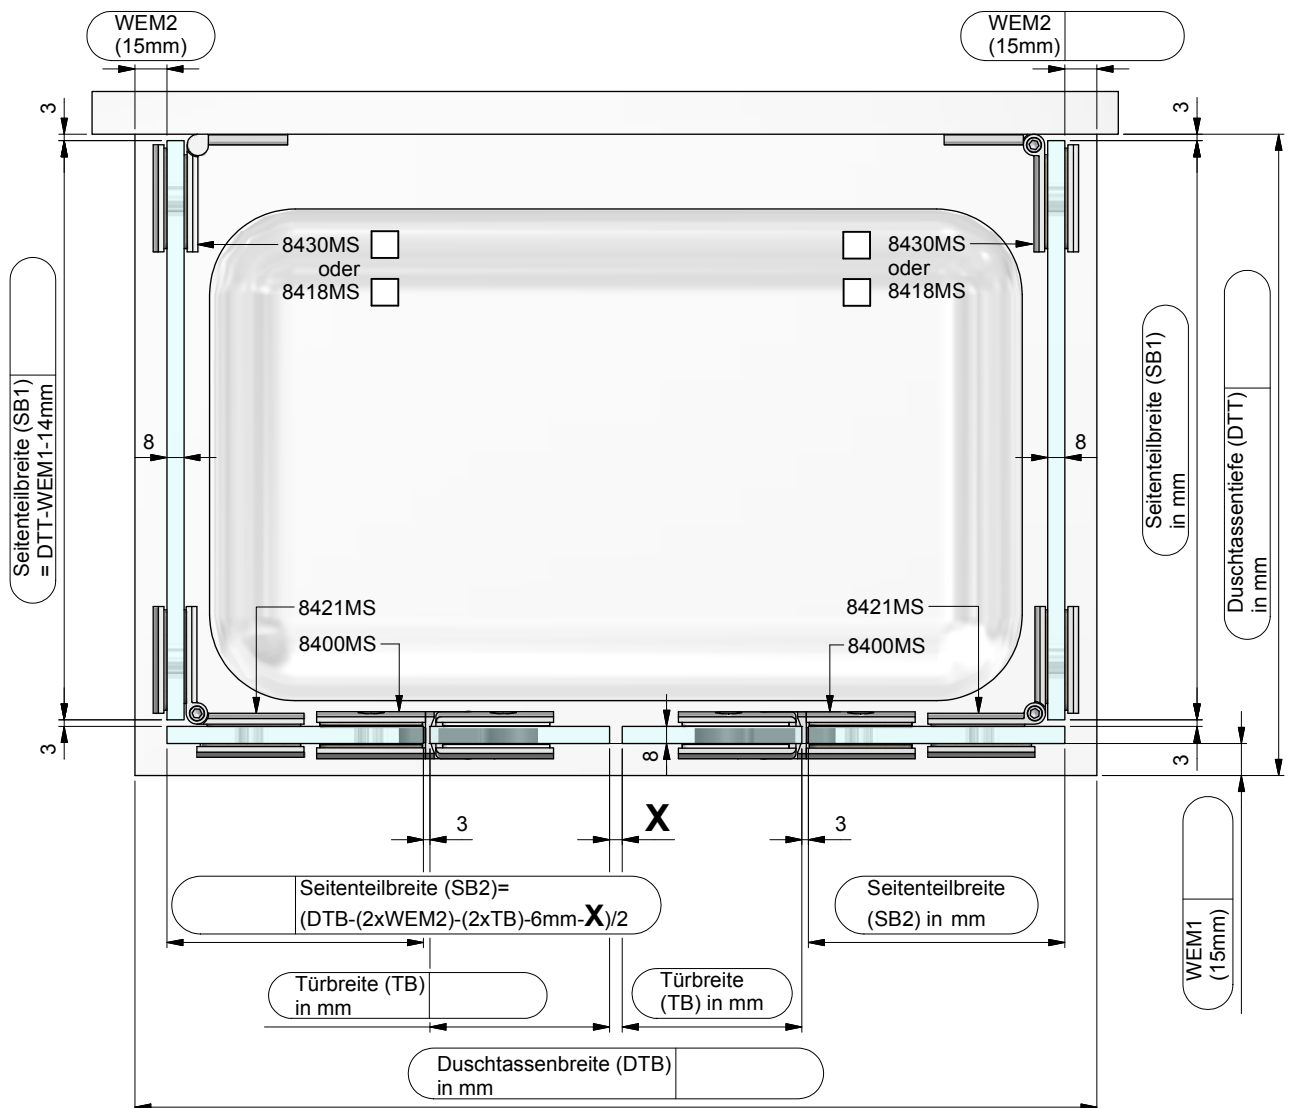 WEM2
(15mm)
WEM2
(15mm)
3
3
8430MS
oder
8418MS
8430MS
oder
8418MS
Seitenteilbreite (SB1)
= DTT-WEM1-14mm
Seitenteilbreite (SB1)
in mm
Duschtassentiefe (DTT)
in mm
8
8
8421MS
8400MS
8421MS
8400MS
3
8
3
3
X
3
Seitenteilbreite (SB2)=
(DTB-(2xWEM2)-(2xTB)-6mm-X)/2
Seitenteilbreite
(SB2) in mm
WEM1
(15mm)
Türbreite (TB)
in mm
Türbreite
(TB) in mm
Duschtassenbreite (DTB)
in mm